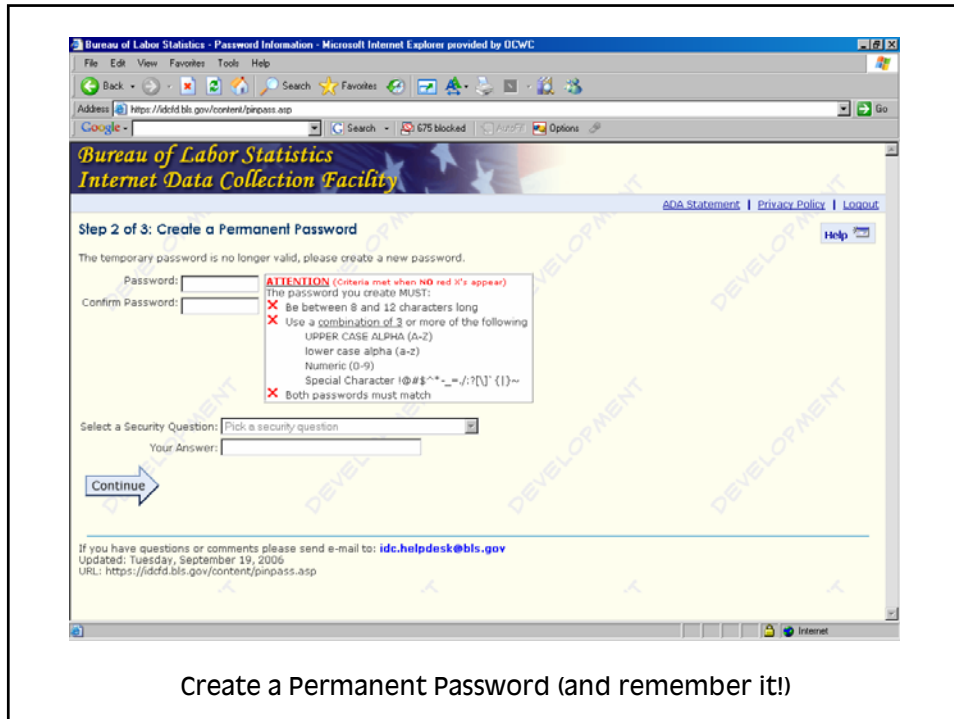 Bureau of Labor Statistics - Password Information - Microsoft Internet Explorer provided by OCWC
File Edit View Favorites Tools Help
Back Search Favorites
Address https://idcfd.bls.gov/content/pinpass.asp Go
Google Search 675 blocked AutoFill Options
Bureau of Labor Statistics
Internet Data Collection Facility
ADA Statement | Privacy Policy | Logout
Step 2 of 3: Create a Permanent Password
Help
The temporary password is no longer valid, please create a new password.
Password:
Confirm Password:
ATTENTION (Criteria met when NO red X's appear)
The password you create MUST:
Be between 8 and 12 characters long
Use a combination of 3 or more of the following
UPPER CASE ALPHA (A-Z)
lower case alpha (a-z)
Numeric (0-9)
Special Character !@#$^*-_=./:?[\]`{|}~
Both passwords must match
Select a Security Question: Pick a security question
Your Answer:
Continue
DEVELOPMENT
DEVELOPMENT
DEVELOPMENT
If you have questions or comments please send e-mail to: idc.helpdesk@bls.gov
Updated: Tuesday, September 19, 2006
URL: https://idcfd.bls.gov/content/pinpass.asp
Internet
Create a Permanent Password (and remember it!)